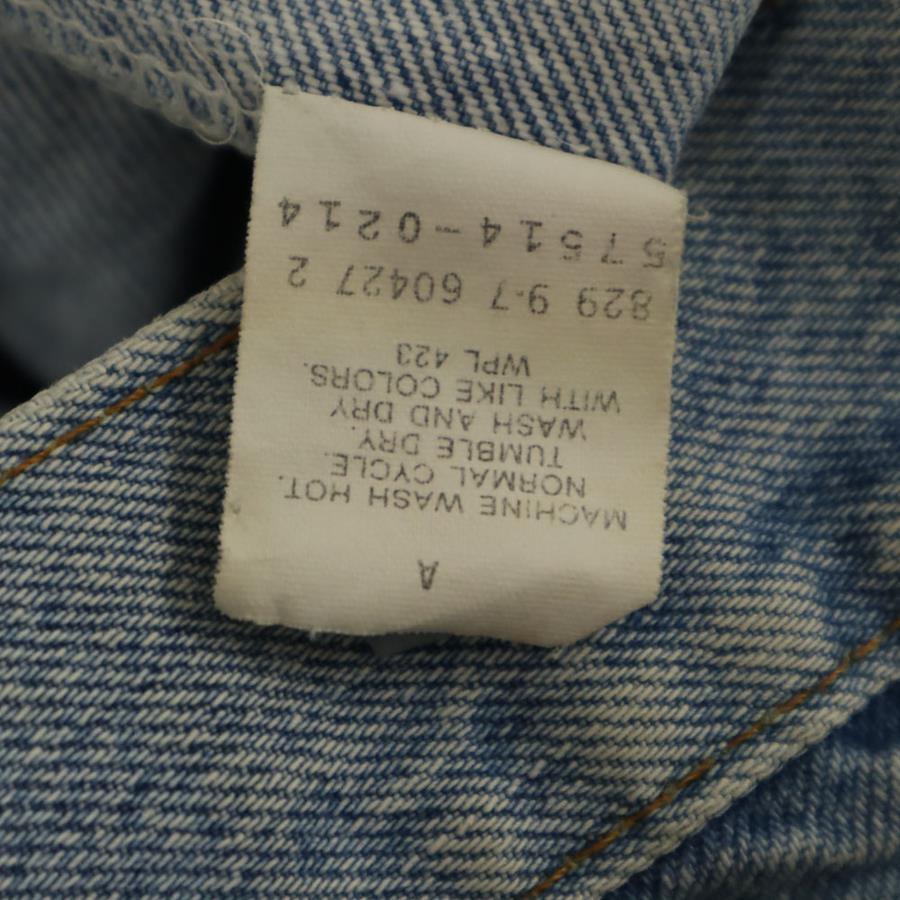 A
MACHINE WASH HOT.
NORMAL CYCLE.
TUMBLE DRY.
WASH AND DRY
WITH LIKE COLORS.
WPL 423
829 9-7 60427 2
57514-0214